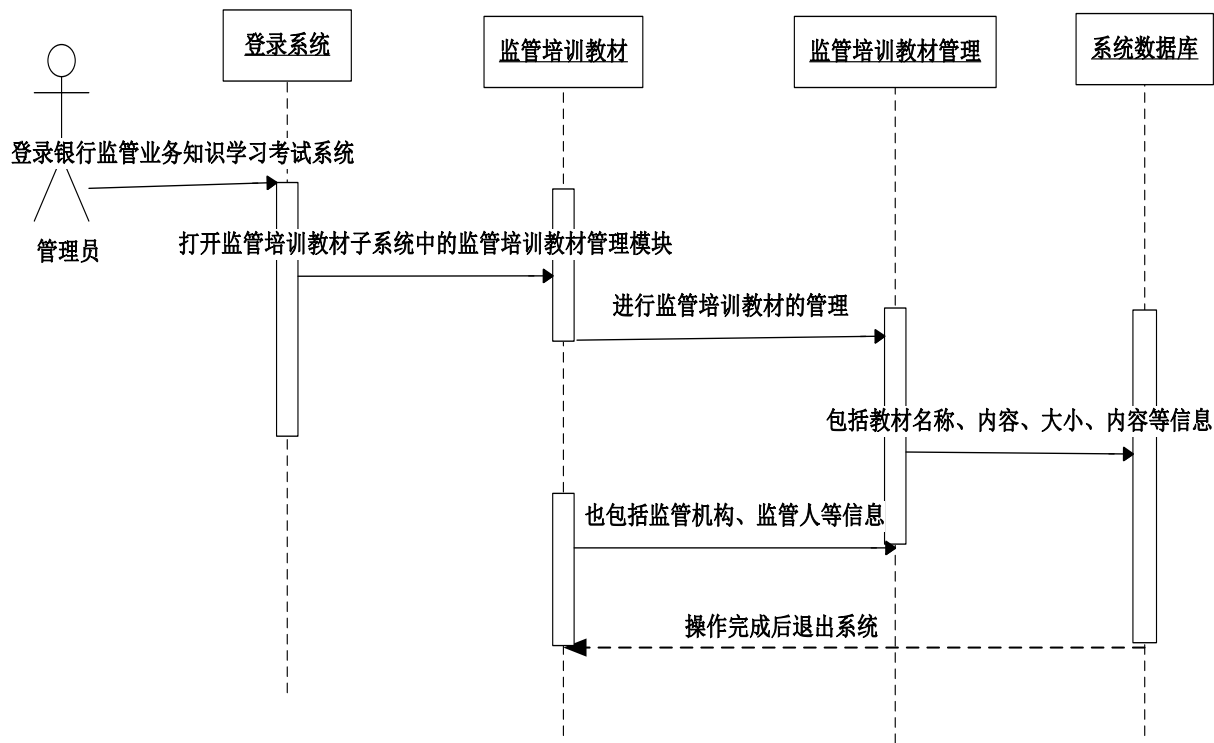 登录系统
监管培训教材
监管培训教材管理
系统数据库
登录银行监管业务知识学习考试系统
管理员
打开监管培训教材子系统中的监管培训教材管理模块
进行监管培训教材的管理
包括教材名称、内容、大小、内容等信息
也包括监管机构、监管人等信息
操作完成后退出系统